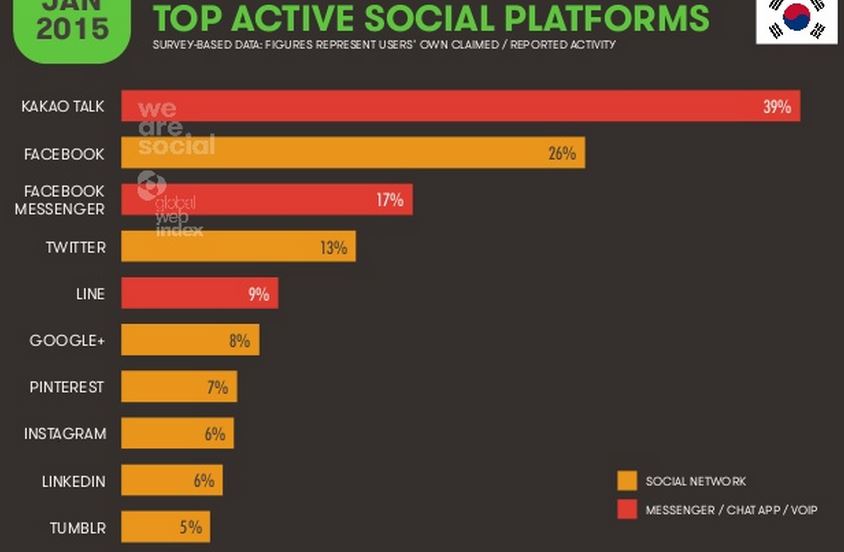 JAN
2015
TOP ACTIVE SOCIAL PLATFORMS
SURVEY-BASED DATA: FIGURES REPRESENT USERS' OWN CLAIMED / REPORTED ACTIVITY
KAKAO TALK
39%
we
are
social
FACEBOOK
26%
FACEBOOK
MESSENGER
17%
global
web
index
TWITTER
13%
LINE
9%
GOOGLE+
8%
PINTEREST
7%
INSTAGRAM
6%
LINKEDIN
6%
TUMBLR
5%
SOCIAL NETWORK
MESSENGER / CHAT APP / VOIP